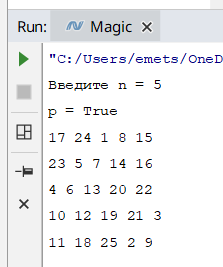 Run: Magic
"C:/Users/emets/OneD
Введите n = 5
p = True
17 24 1 8 15
23 5 7 14 16
4 6 13 20 22
10 12 19 21 3
11 18 25 2 9